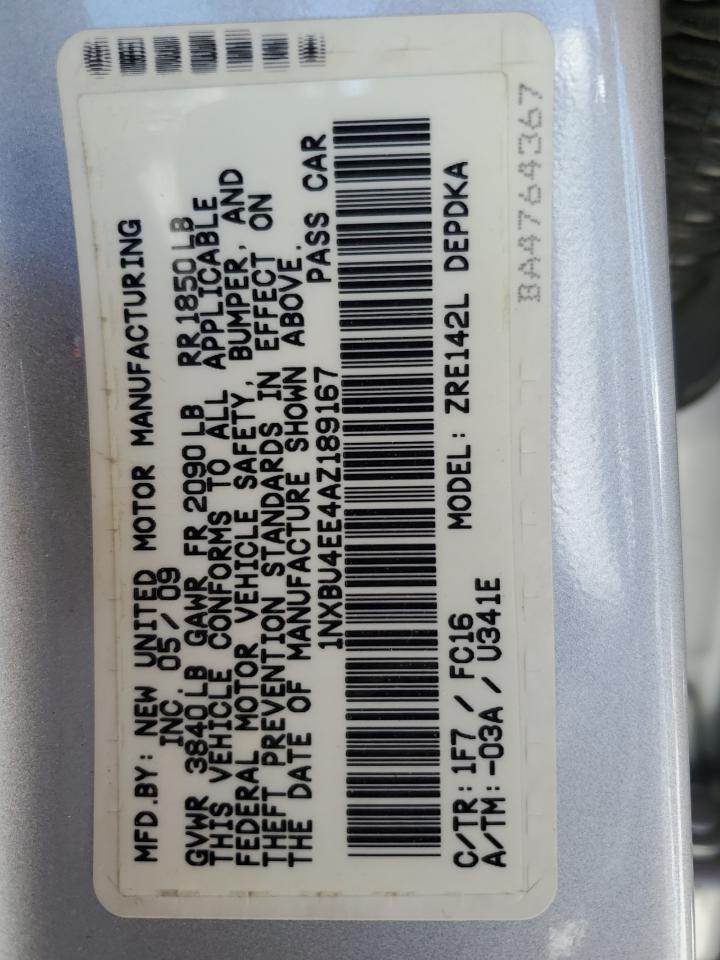 MFD.BY: NEW UNITED MOTOR MANUFACTURING
INC. 05/09
GVWR 3840LB GAWR FR 2090LB RR1850LB
THIS VEHICLE CONFORMS TO ALL APPLICABLE
FEDERAL MOTOR VEHICLE SAFETY, BUMPER, AND
THEFT PREVENTION STANDARDS IN EFFECT ON
THE DATE OF MANUFACTURE SHOWN ABOVE.
1NXBU4EE4AZ189167 PASS CAR
C/TR: 1F7 / FC16 MODEL: ZRE142L DEPDKA
A/TM: -03A / U341E
BA4764367